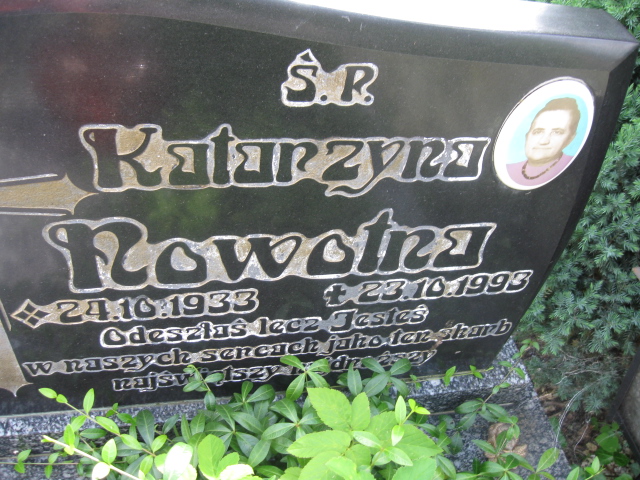 Ś.P.
Katarzyna
Nowotna
24.10.1933 23.10.1993
Odeszłaś lecz Jesteś
w naszych sercach jako ten skarb